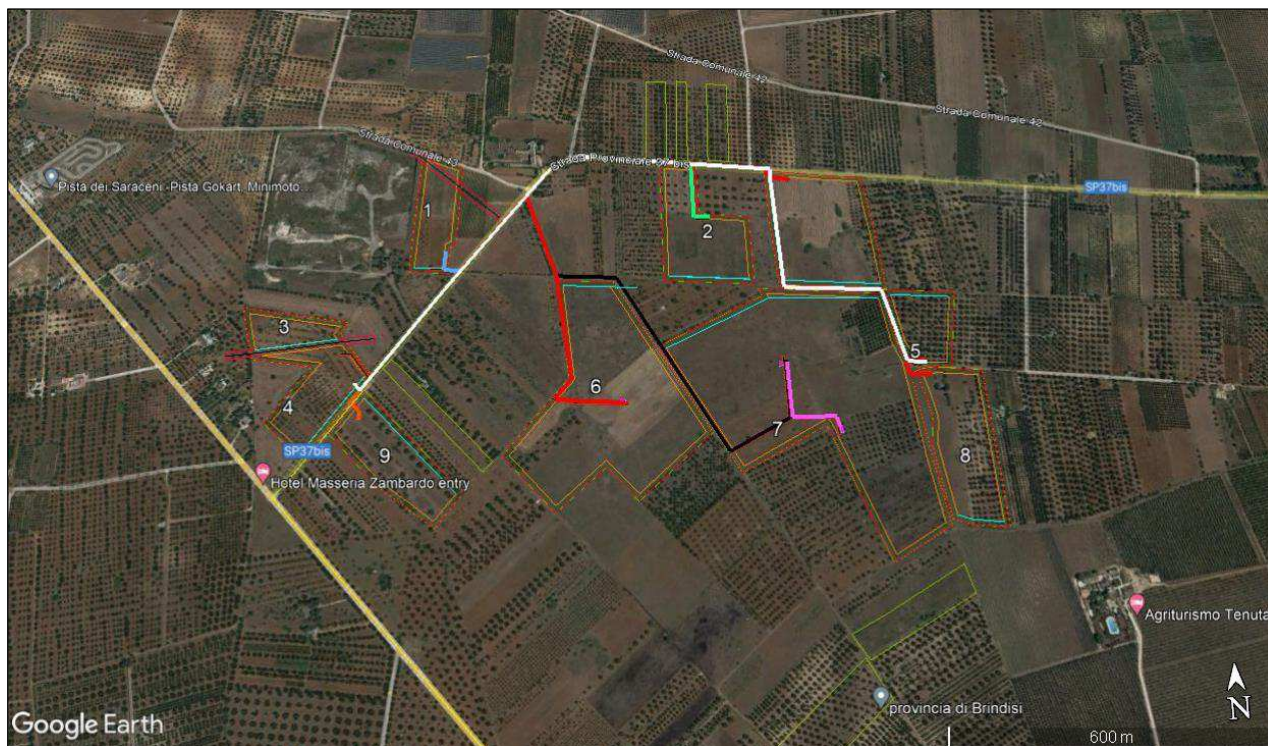 Strada Comunale 42
Strada Comunale 42
Strada Comunale 43
Strada Provinciale 37 bis
Pista dei Saraceni -Pista Gokart, Minimoto
SP37bis
1
2
3
4
5
6
7
8
9
SP37bis
Hotel Masseria Zambardo entry
Agriturismo Tenuta
provincia di Brindisi
N
Google Earth
600 m